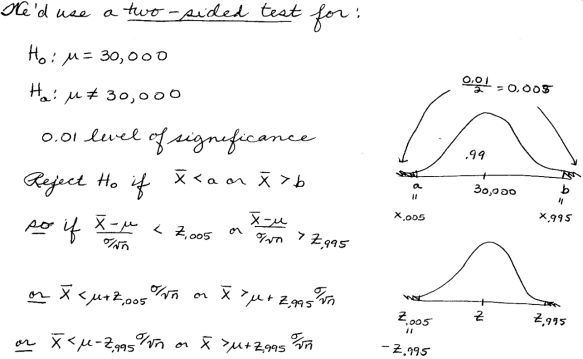 We'd use a two-sided test for:
H₀: μ = 30,000
Hₐ: μ ≠ 30,000
0.01 level of significance
Reject H₀ if X̄ < a or X̄ > b
so if (X̄-μ)/(σ/√n) < Z.005 or (X̄-μ)/(σ/√n) > Z.995
or X̄ < μ + Z.005 σ/√n or X̄ > μ + Z.995 σ/√n
or X̄ < μ - Z.995 σ/√n or X̄ > μ + Z.995 σ/√n
0.01/2 = 0.005
.99
a 30,000 b
" "
X.005 X.995
Z.005 Z Z.995
"
-Z.995